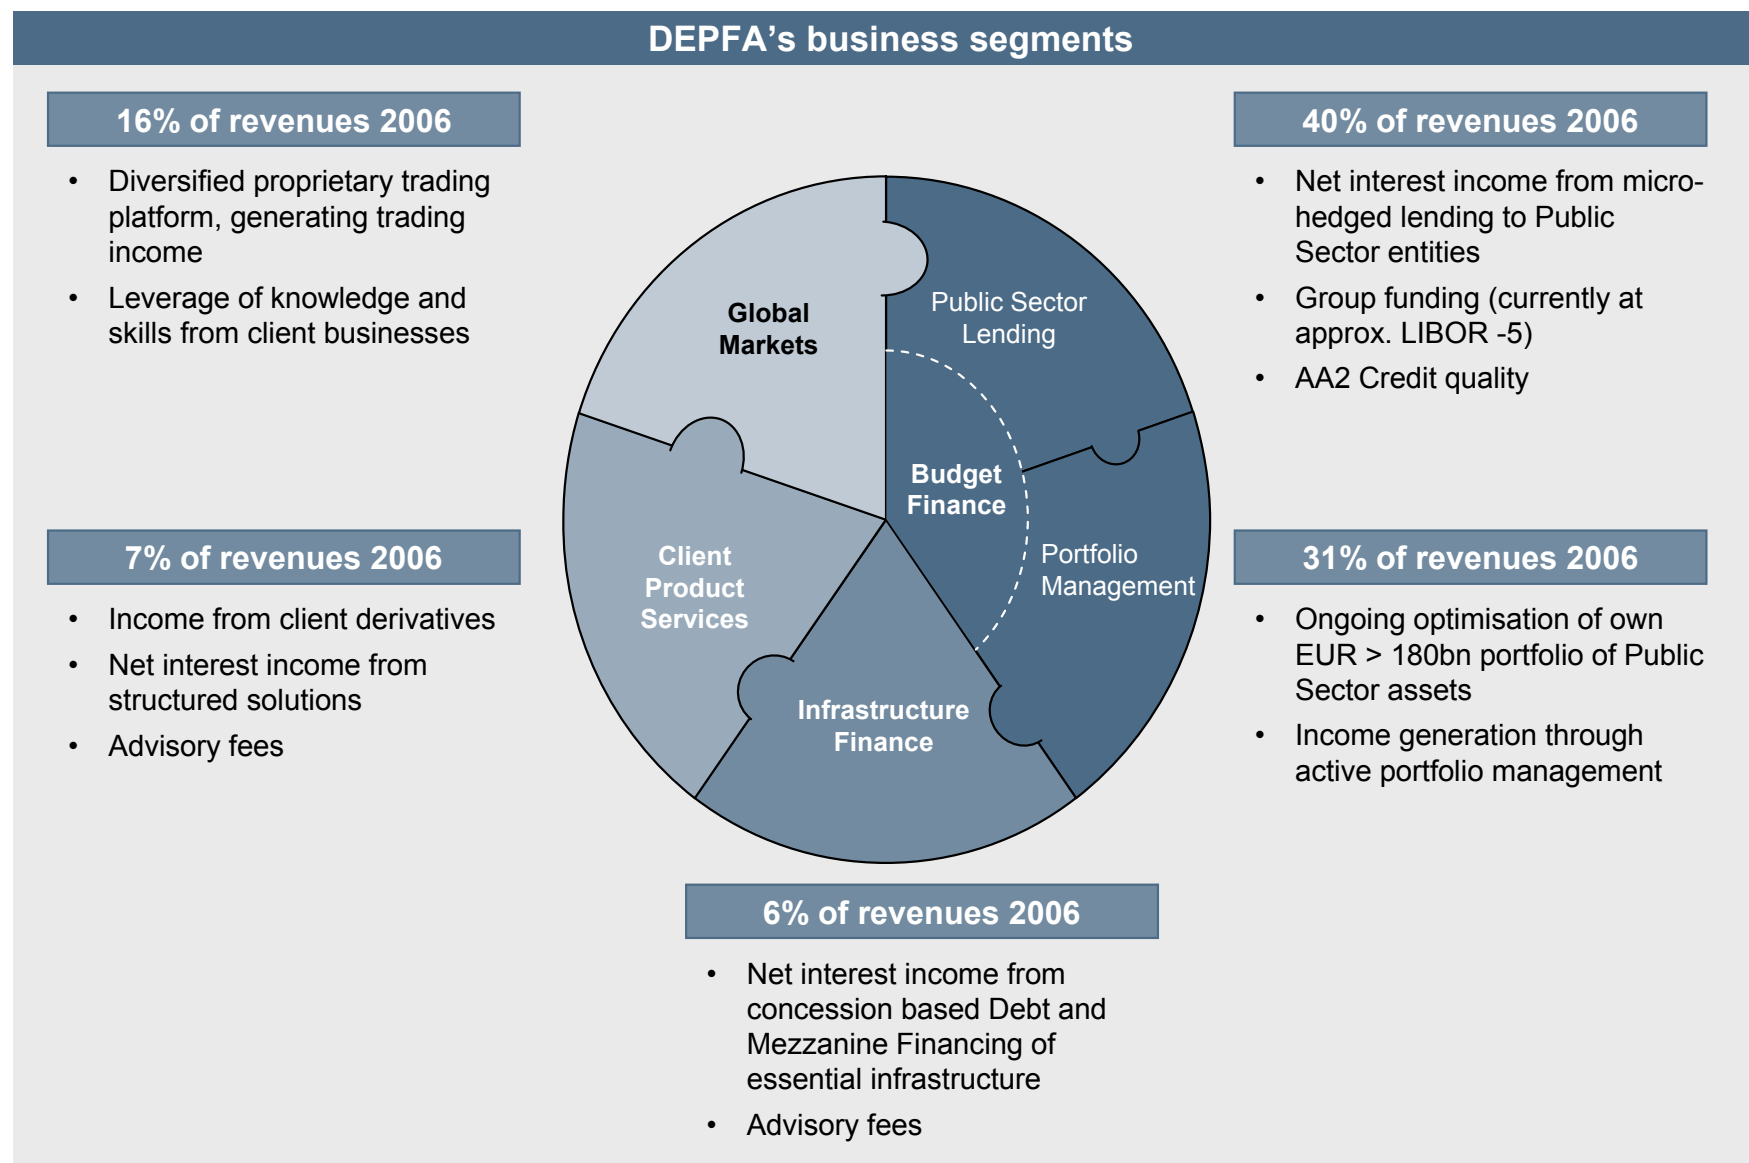 DEPFA’s business segments
16% of revenues 2006
• Diversified proprietary trading
platform, generating trading
income
• Leverage of knowledge and
skills from client businesses
40% of revenues 2006
• Net interest income from micro-
hedged lending to Public
Sector entities
• Group funding (currently at
approx. LIBOR -5)
• AA2 Credit quality
Global
Markets
Public Sector
Lending
Budget
Finance
Client
Product
Services
Portfolio
Management
Infrastructure
Finance
7% of revenues 2006
• Income from client derivatives
• Net interest income from
structured solutions
• Advisory fees
31% of revenues 2006
• Ongoing optimisation of own
EUR > 180bn portfolio of Public
Sector assets
• Income generation through
active portfolio management
6% of revenues 2006
• Net interest income from
concession based Debt and
Mezzanine Financing of
essential infrastructure
• Advisory fees